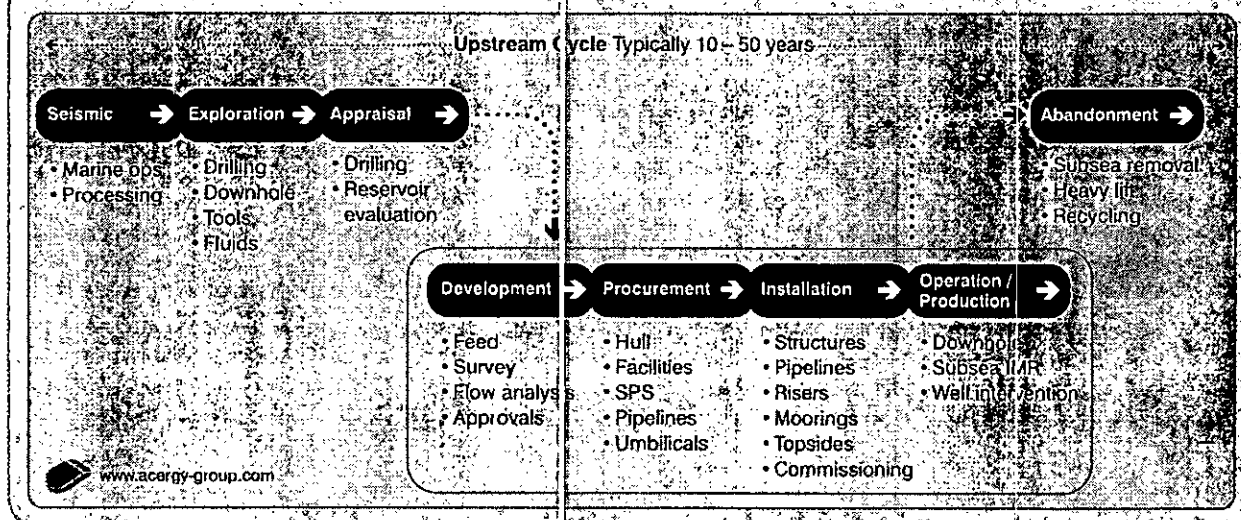 Upstream Cycle Typically 10 – 50 years
Seismic
• Marine ops
• Processing
Exploration
• Drilling
• Downhole
• Tools
• Fluids
Appraisal
• Drilling
• Reservoir
evaluation
Abandonment
• Subsea removal
• Heavy lift
• Recycling
Development
• Feed
• Survey
• Flow analysis
• Approvals
Procurement
• Hull
• Facilities
• SPS
• Pipelines
• Umbilicals
Installation
• Structures
• Pipelines
• Risers
• Moorings
• Topsides
• Commissioning
Operation /
Production
• Downhole
• Subsea IMR
• Well intervention
www.acergy-group.com